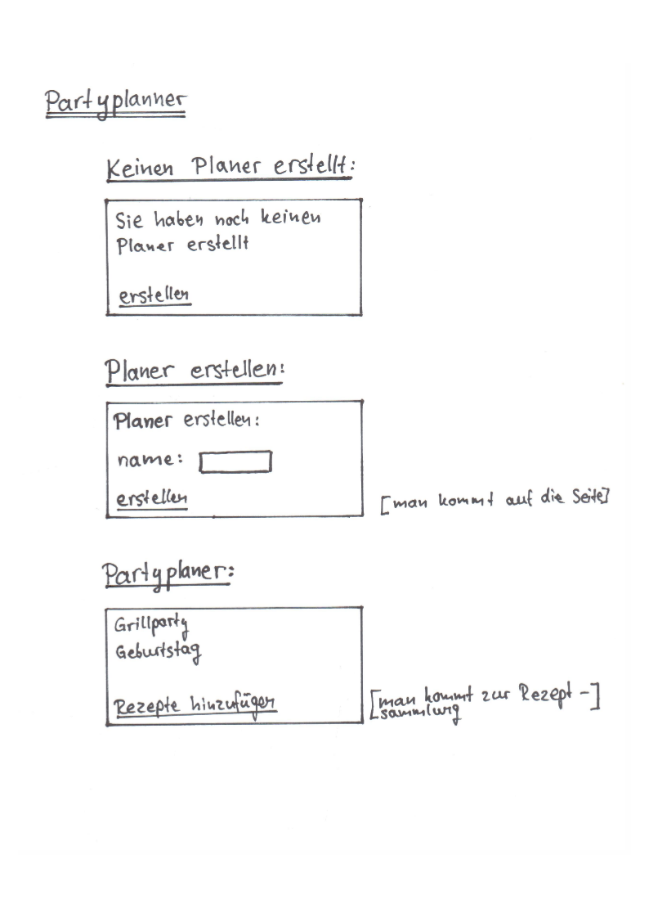 Partyplanner
Keinen Planer erstellt:
Sie haben noch keinen
Planer erstellt
erstellen
Planer erstellen:
Planer erstellen:
name:
erstellen
[man kommt auf die Seite]
Partyplaner:
Grillparty
Geburtstag
Rezepte hinzufügen
[man kommt zur Rezept-]
[sammlung